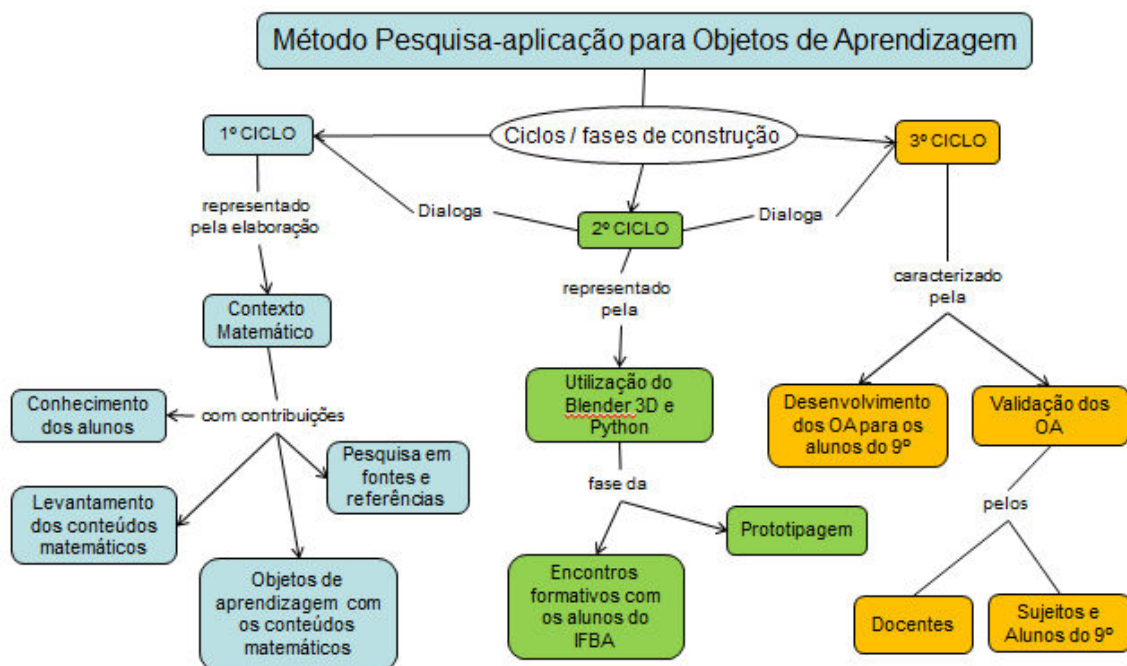 Método Pesquisa-aplicação para Objetos de Aprendizagem
Ciclos / fases de construção
1º CICLO
3º CICLO
Dialoga
Dialoga
2º CICLO
representado
pela elaboração
Contexto
Matemático
com contribuições
Conhecimento
dos alunos
Pesquisa em
fontes e
referências
Levantamento
dos conteúdos
matemáticos
Objetos de
aprendizagem com
os conteúdos
matemáticos
representado
pela
Utilização do
Blender 3D e
Python
fase da
Prototipagem
Encontros
formativos com
os alunos do
IFBA
caracterizado
pela
Desenvolvimento
dos OA para os
alunos do 9º
Validação dos
OA
pelos
Docentes
Sujeitos e
Alunos do 9º